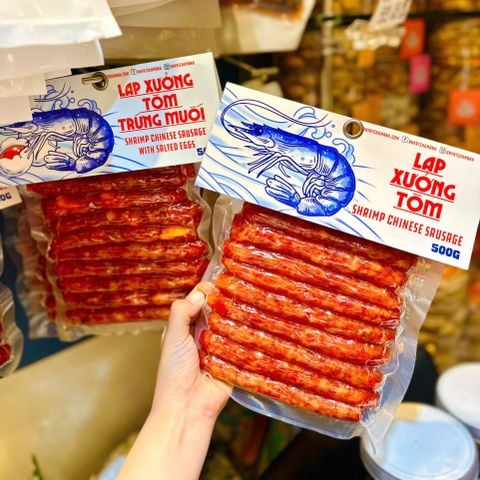 LẠP XƯỞNG
TÔM
TRỨNG MUỐI
SHRIMP CHINESE SAUSAGE
WITH SALTED EGGS
LẠP
XƯỞNG
TÔM
SHRIMP CHINESE SAUSAGE
500G